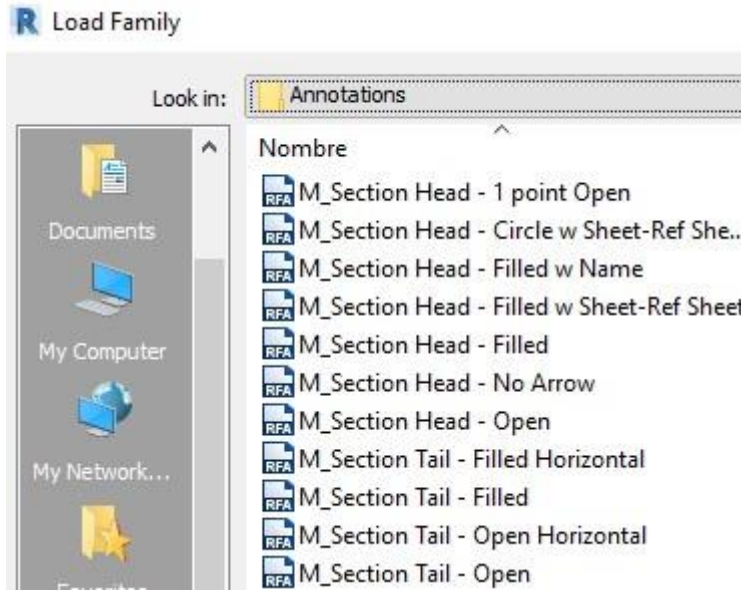 Load Family
Look in: Annotations
Nombre
M_Section Head - 1 point Open
M_Section Head - Circle w Sheet-Ref She...
M_Section Head - Filled w Name
M_Section Head - Filled w Sheet-Ref Sheet
M_Section Head - Filled
M_Section Head - No Arrow
M_Section Head - Open
M_Section Tail - Filled Horizontal
M_Section Tail - Filled
M_Section Tail - Open Horizontal
M_Section Tail - Open
Documents
My Computer
My Network...